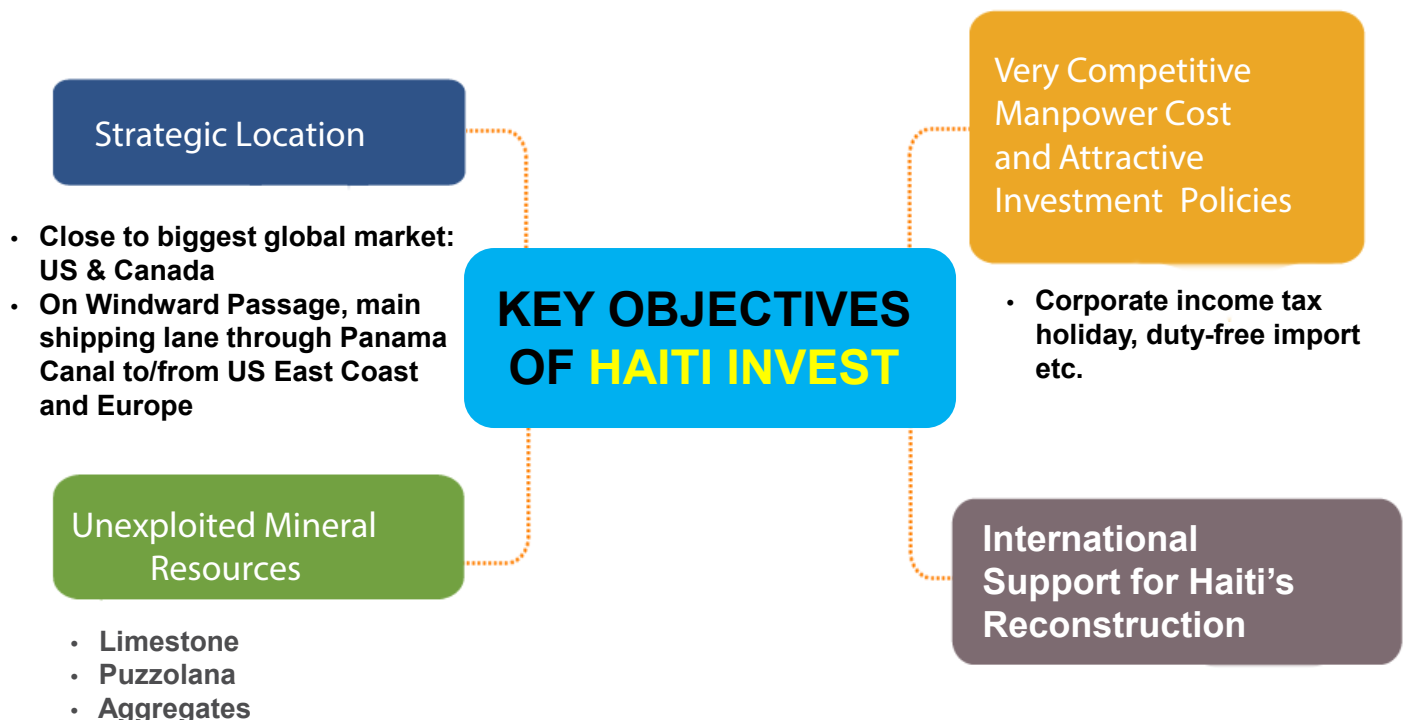 Strategic Location
• Close to biggest global market:
US & Canada
• On Windward Passage, main
shipping lane through Panama
Canal to/from US East Coast
and Europe
Very Competitive
Manpower Cost
and Attractive
Investment Policies
• Corporate income tax
holiday, duty-free import
etc.
KEY OBJECTIVES
OF HAITI INVEST
Unexploited Mineral
Resources
• Limestone
• Puzzolana
• Aggregates
International
Support for Haiti’s
Reconstruction